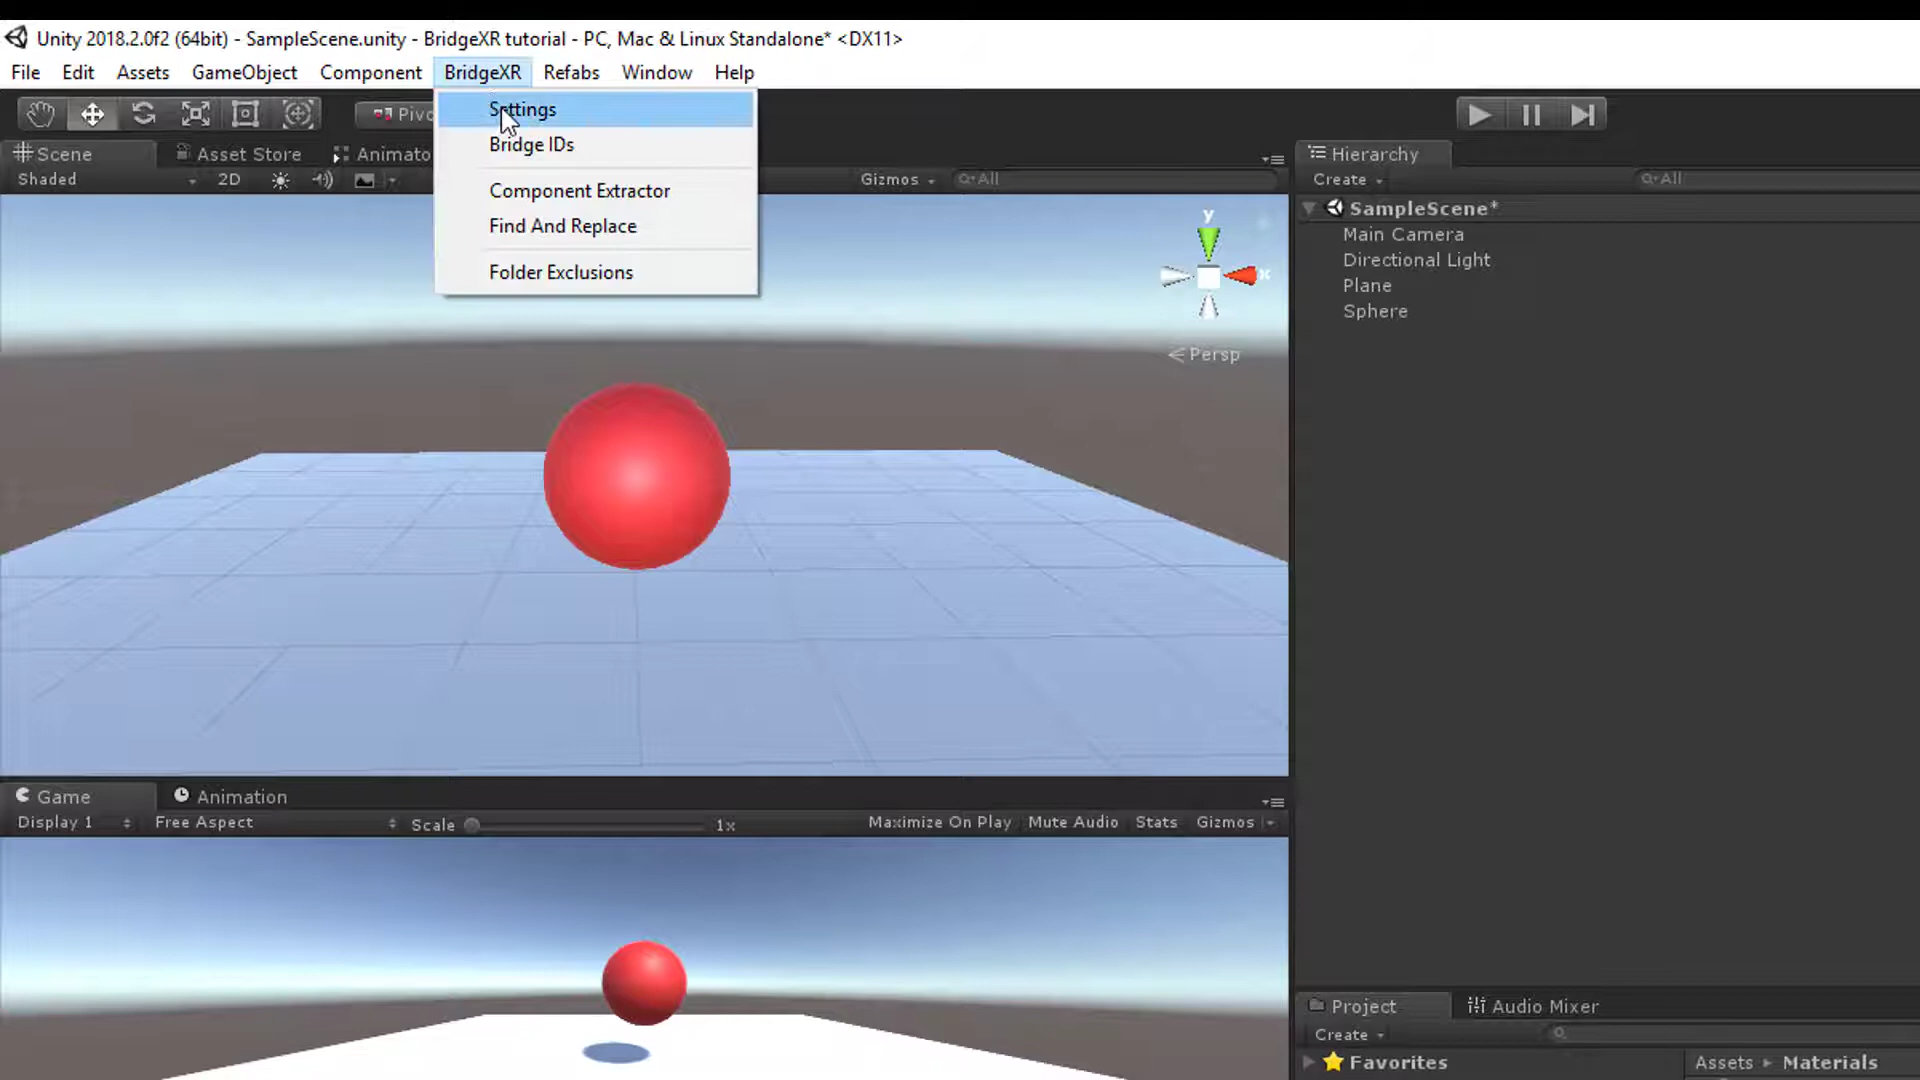 Unity 2018.2.0f2 (64bit) - SampleScene.unity - BridgeXR tutorial - PC, Mac & Linux Standalone* <DX11>
File Edit Assets GameObject Component BridgeXR Refabs Window Help
Settings
Bridge IDs
Component Extractor
Find And Replace
Folder Exclusions
Scene Asset Store
Shaded 2D Gizmos All
y
x
Persp
Hierarchy
Create All
SampleScene*
Main Camera
Directional Light
Plane
Sphere
Game Animation
Display 1 Free Aspect Scale 1x Maximize On Play Mute Audio Stats Gizmos
Project Audio Mixer
Create
Favorites Assets Materials